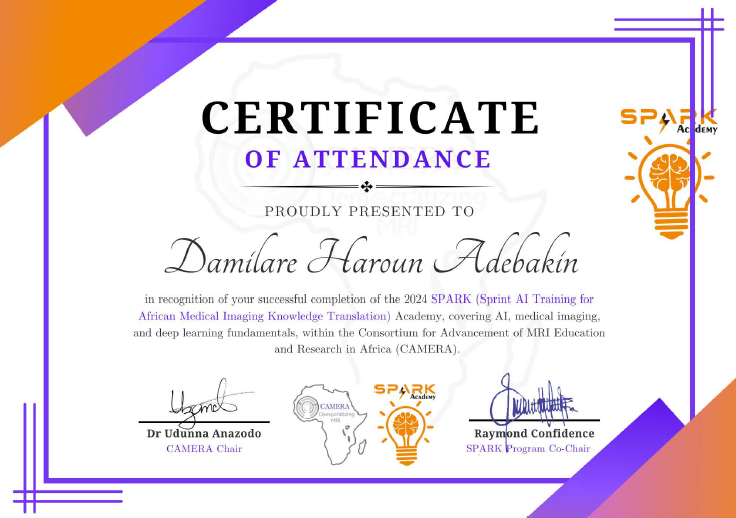 SPARK
Academy
CERTIFICATE
OF ATTENDANCE
PROUDLY PRESENTED TO
Damilare Haroun Adebakin
in recognition of your successful completion of the 2024 SPARK (Sprint AI Training for
African Medical Imaging Knowledge Translation) Academy, covering AI, medical imaging,
and deep learning fundamentals, within the Consortium for Advancement of MRI Education
and Research in Africa (CAMERA).
CAMERA
Democratizing
MRI
SPARK
Academy
Dr Udunna Anazodo
CAMERA Chair
Raymond Confidence
SPARK Program Co-Chair
Democratizing
MRI